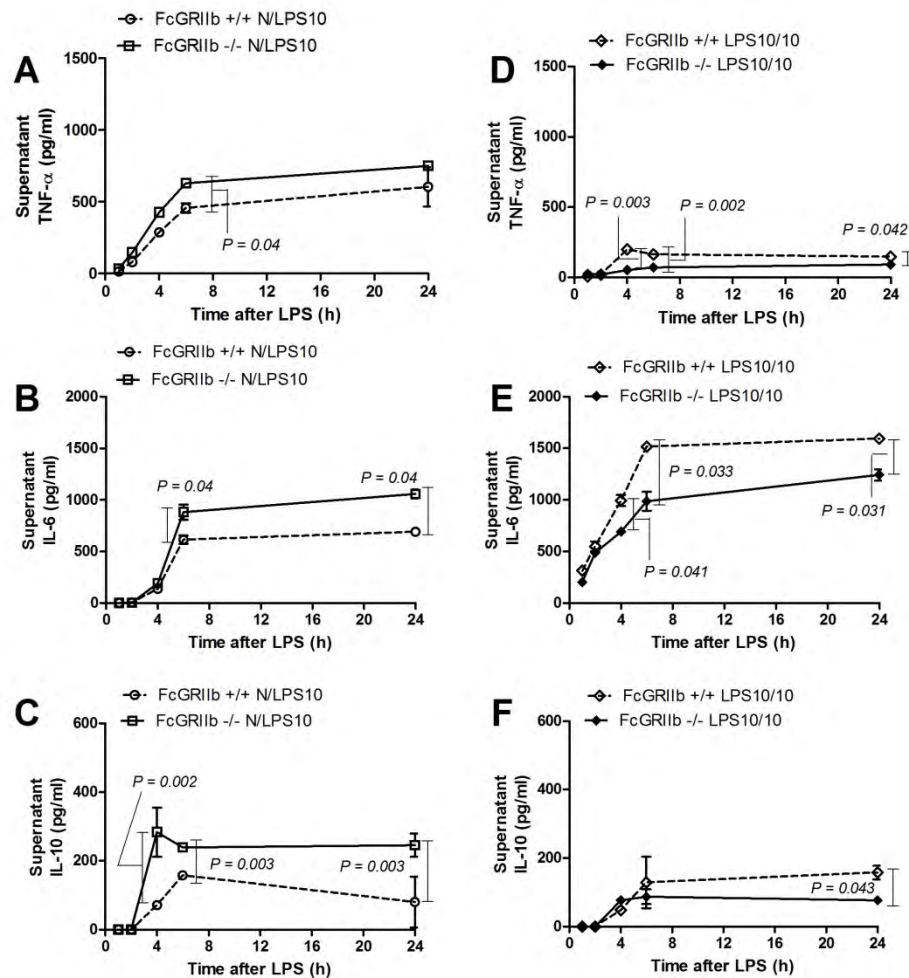 A
FcGRIIb +/+ N/LPS10
FcGRIIb -/- N/LPS10
Supernatant
TNF-α (pg/ml)
1500
1000
500
0
P = 0.04
0 4 8 12 16 20 24
Time after LPS (h)
D
FcGRIIb +/+ LPS10/10
FcGRIIb -/- LPS10/10
Supernatant
TNF-α (pg/ml)
1500
1000
500
0
P = 0.003
P = 0.002
P = 0.042
0 4 8 12 16 20 24
Time after LPS (h)
B
FcGRIIb +/+ N/LPS10
FcGRIIb -/- N/LPS10
Supernatant
IL-6 (pg/ml)
2000
1500
1000
500
0
P = 0.04
P = 0.04
0 4 8 12 16 20 24
Time after LPS (h)
E
FcGRIIb +/+ LPS10/10
FcGRIIb -/- LPS10/10
Supernatant
IL-6 (pg/ml)
2000
1500
1000
500
0
P = 0.033
P = 0.031
P = 0.041
0 4 8 12 16 20 24
Time after LPS (h)
C
FcGRIIb +/+ N/LPS10
FcGRIIb -/- N/LPS10
Supernatant
IL-10 (pg/ml)
600
400
200
0
P = 0.002
P = 0.003
P = 0.003
0 4 8 12 16 20 24
Time after LPS (h)
F
FcGRIIb +/+ LPS10/10
FcGRIIb -/- LPS10/10
Supernatant
IL-10 (pg/ml)
600
400
200
0
P = 0.043
0 4 8 12 16 20 24
Time after LPS (h)